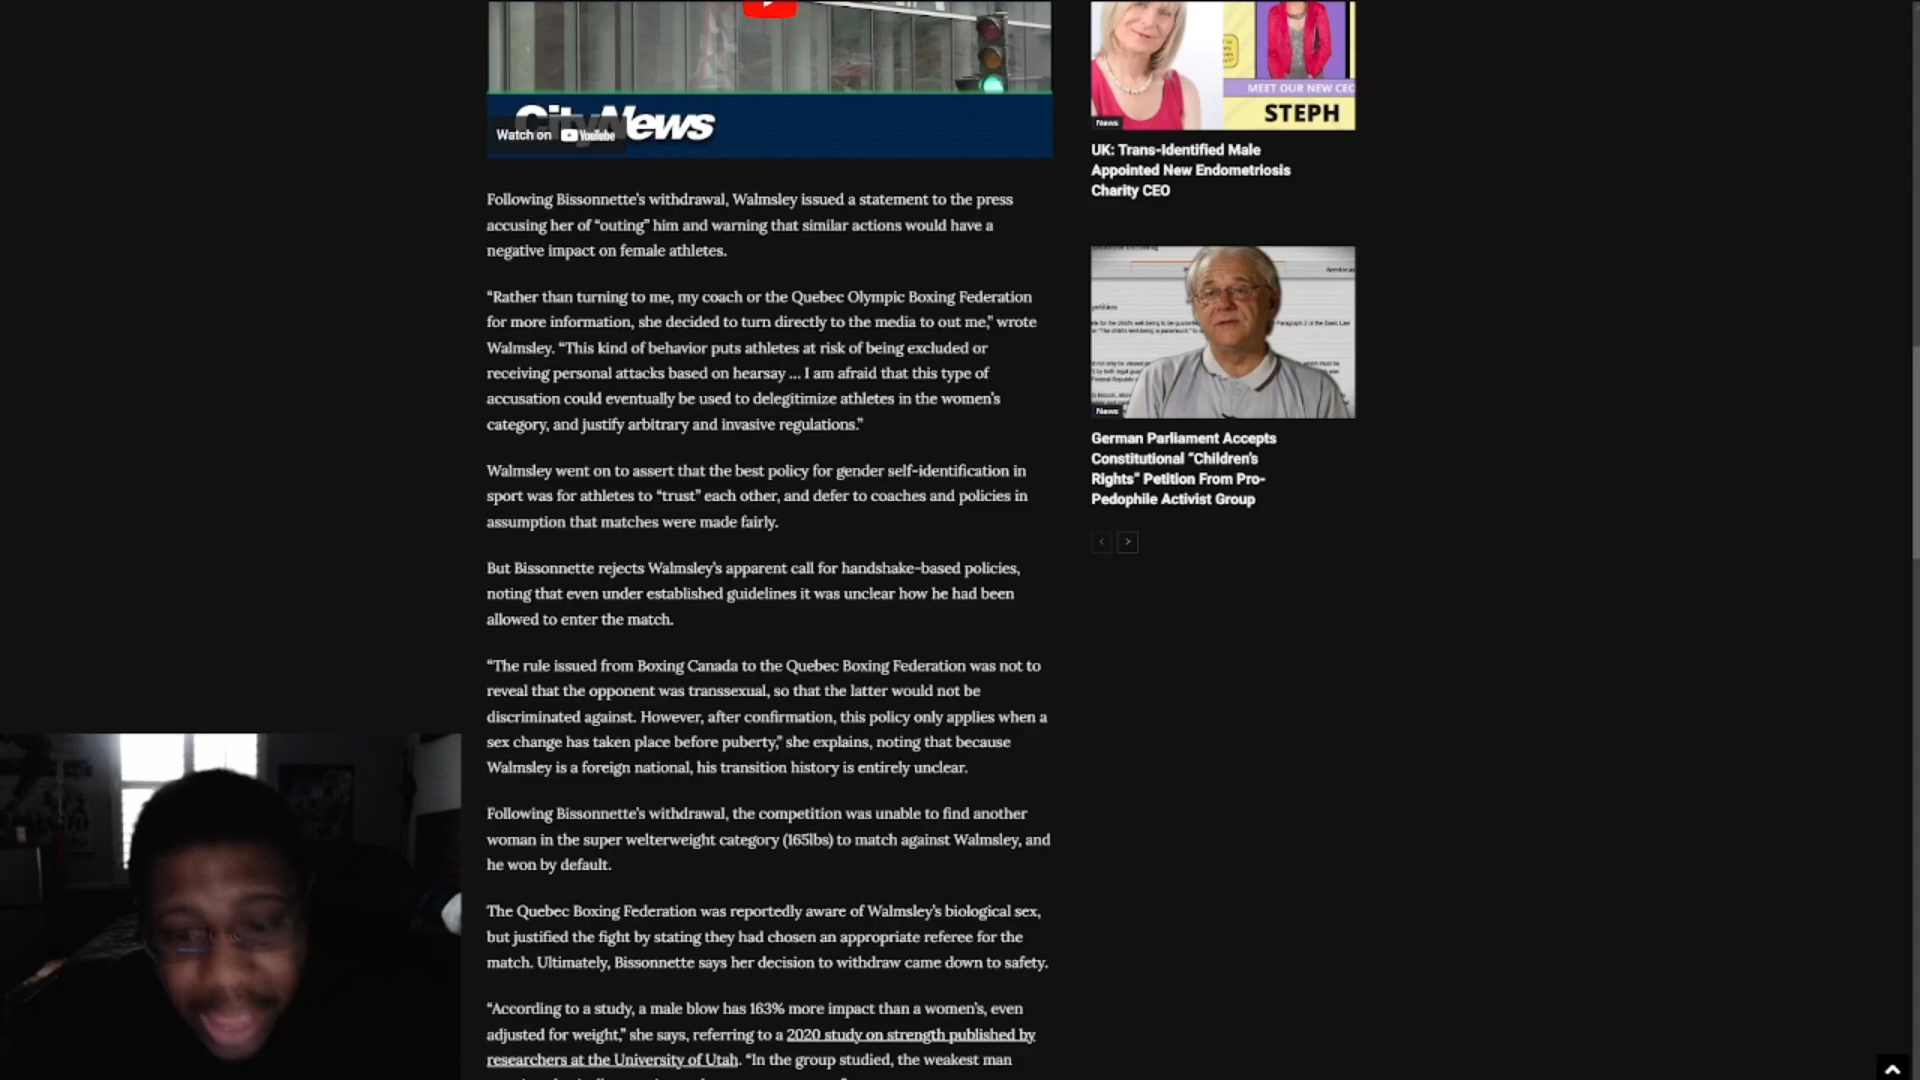 CityNews
Watch on YouTube
Following Bissonnette's withdrawal, Walmsley issued a statement to the press
accusing her of “outing” him and warning that similar actions would have a
negative impact on female athletes.
“Rather than turning to me, my coach or the Quebec Olympic Boxing Federation
for more information, she decided to turn directly to the media to out me,” wrote
Walmsley. “This kind of behavior puts athletes at risk of being excluded or
receiving personal attacks based on hearsay ... I am afraid that this type of
accusation could eventually be used to delegitimize athletes in the women's
category, and justify arbitrary and invasive regulations.”
Walmsley went on to assert that the best policy for gender self-identification in
sport was for athletes to “trust” each other, and defer to coaches and policies in
assumption that matches were made fairly.
But Bissonnette rejects Walmsley's apparent call for handshake-based policies,
noting that even under established guidelines it was unclear how he had been
allowed to enter the match.
“The rule issued from Boxing Canada to the Quebec Boxing Federation was not to
reveal that the opponent was transsexual, so that the latter would not be
discriminated against. However, after confirmation, this policy only applies when a
sex change has taken place before puberty,” she explains, noting that because
Walmsley is a foreign national, his transition history is entirely unclear.
Following Bissonnette's withdrawal, the competition was unable to find another
woman in the super welterweight category (165lbs) to match against Walmsley, and
he won by default.
The Quebec Boxing Federation was reportedly aware of Walmsley's biological sex,
but justified the fight by stating they had chosen an appropriate referee for the
match. Ultimately, Bissonnette says her decision to withdraw came down to safety.
“According to a study, a male blow has 163% more impact than a women's, even
adjusted for weight,” she says, referring to a 2020 study on strength published by
researchers at the University of Utah. “In the group studied, the weakest man
MEET OUR NEW CEO
STEPH
News
UK: Trans-Identified Male
Appointed New Endometriosis
Charity CEO
News
German Parliament Accepts
Constitutional “Children's
Rights” Petition From Pro-
Pedophile Activist Group